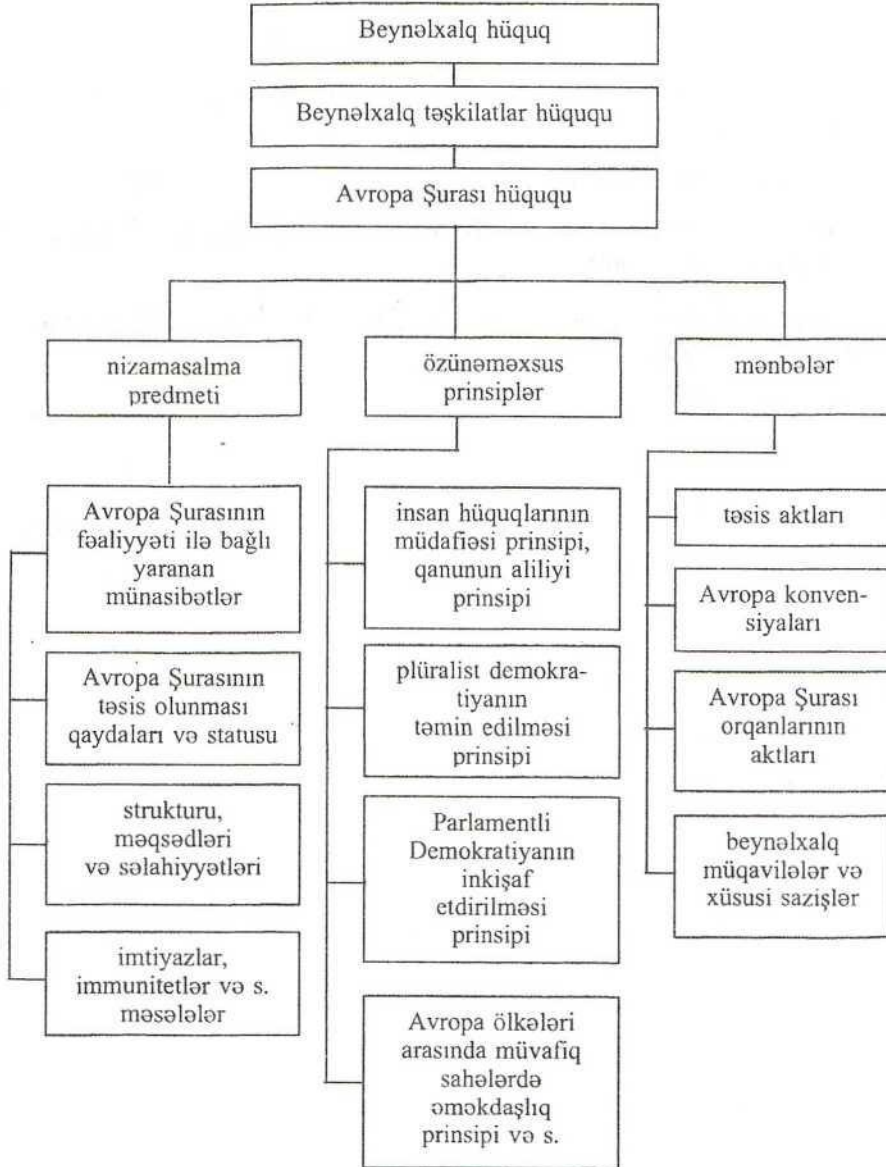 Beynəlxalq hüquq
Beynəlxalq təşkilatlar hüququ
Avropa Şurası hüququ
nizamasalma
predmeti
Avropa Şurasının
fəaliyyəti ilə bağlı
yaranan
münasibətlər
Avropa Şurasının
təsis olunması
qaydaları və statusu
strukturu,
məqsədləri
və səlahiyyətləri
imtiyazlar,
immunitetlər və s.
məsələlər
özünəməxsus
prinsiplər
insan hüquqlarının
müdafiəsi prinsipi,
qanunun aliliyi
prinsipi
plüralist demokra-
tiyanın
təmin edilməsi
prinsipi
Parlamentli
Demokratiyanın
inkişaf
etdirilməsi
prinsipi
Avropa ölkələri
arasında müvafiq
sahələrdə
əməkdaşlıq
prinsipi və s.
mənbələr
təsis aktları
Avropa konven-
siyaları
Avropa Şurası
orqanlarının
aktları
beynəlxalq
müqavilələr və
xüsusi sazişlər